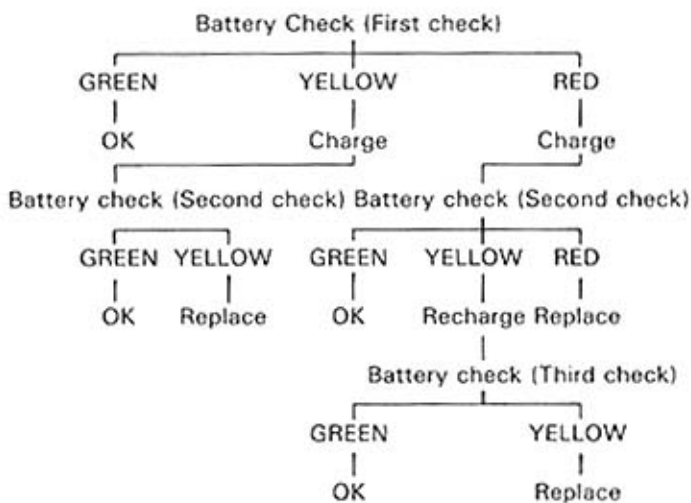 Battery Check (First check)
GREEN YELLOW RED
OK Charge Charge
Battery check (Second check) Battery check (Second check)
GREEN YELLOW GREEN YELLOW RED
OK Replace OK Recharge Replace
Battery check (Third check)
GREEN YELLOW
OK Replace